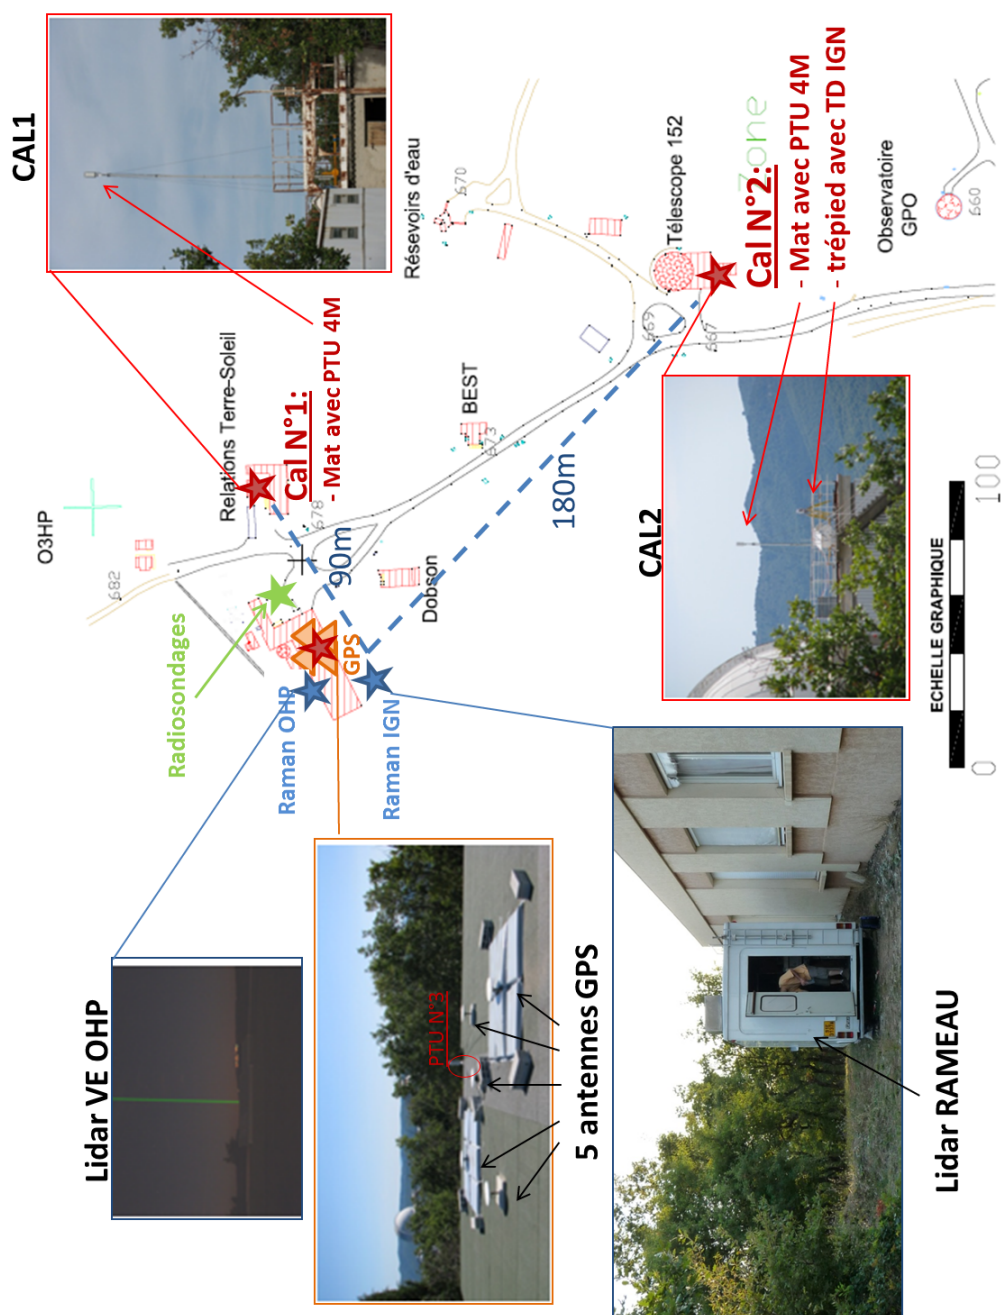 Lidar VE OHP
5 antennes GPS
PTU N°3
Lidar RAMEAU
Radiosondages
Raman OHP
GPS
Raman IGN
O3HP
682
678
Relations Terre-Soleil
Cal N°1:
- Mat avec PTU 4M
90m
Dobson
BEST
673
180m
CAL1
Résevoirs d'eau
670
Télescope 152
669
667
zone
Cal N°2:
- Mat avec PTU 4M
- trépied avec TD IGN
Observatoire
GPO
660
CAL2
ECHELLE GRAPHIQUE
0
100